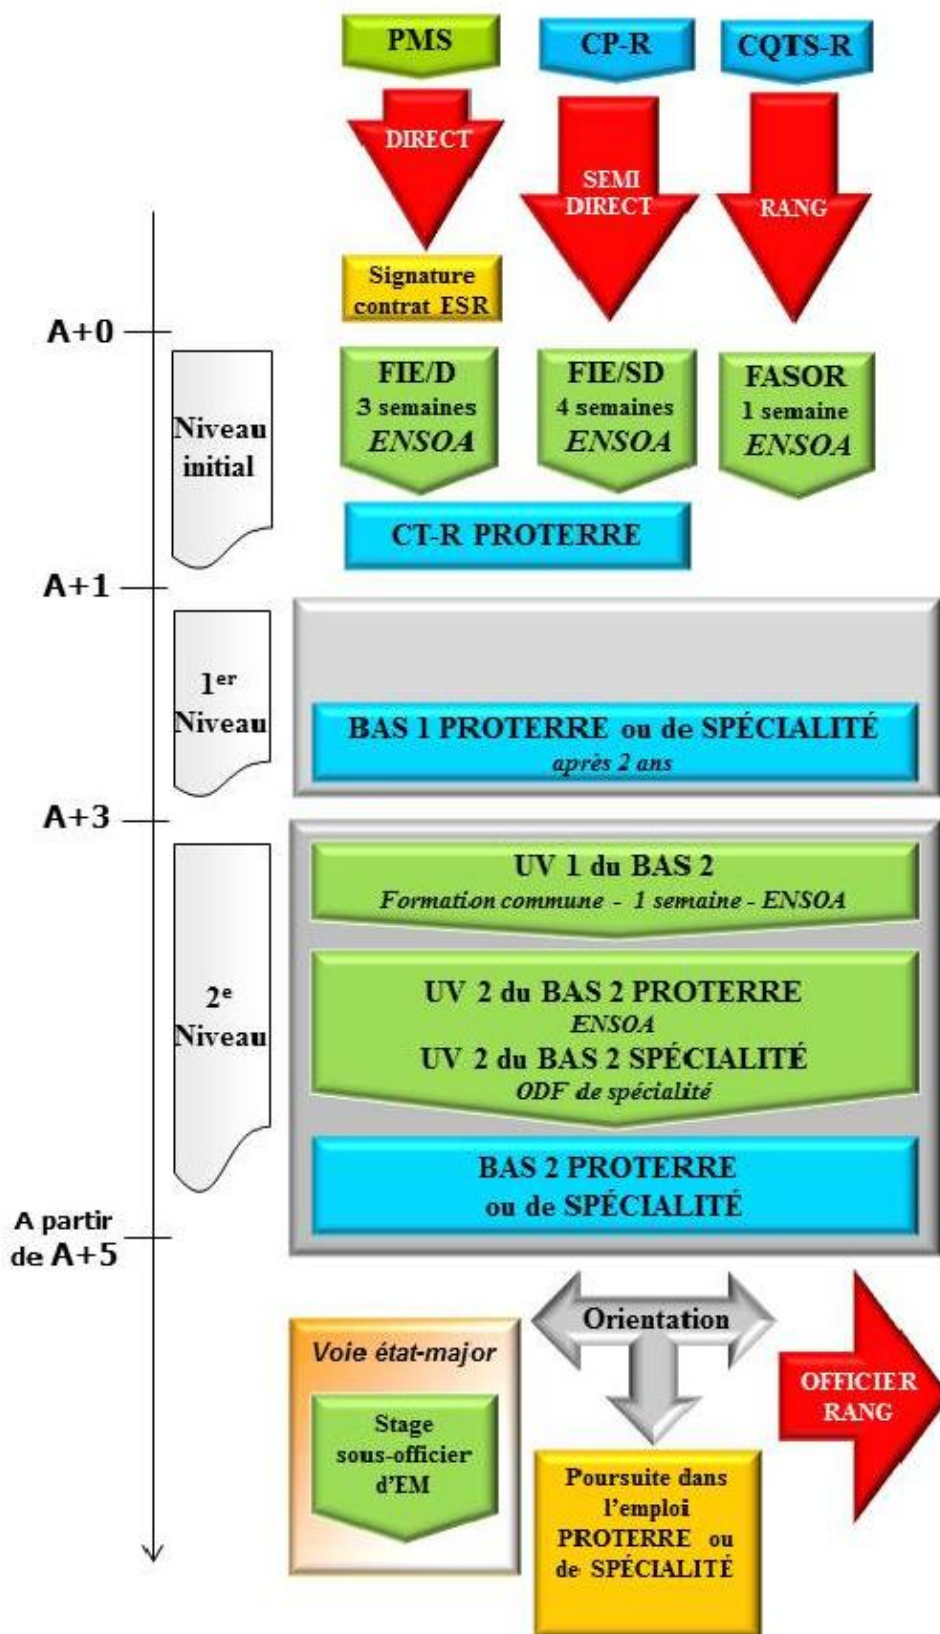 PMS
CP-R
CQTS-R
DIRECT
SEMI
DIRECT
RANG
Signature
contrat ESR
A+0
Niveau
initial
FIE/D
3 semaines
ENSOA
FIE/SD
4 semaines
ENSOA
FASOR
1 semaine
ENSOA
CT-R PROTERRE
A+1
1er
Niveau
BAS 1 PROTERRE ou de SPÉCIALITÉ
après 2 ans
A+3
2e
Niveau
UV 1 du BAS 2
Formation commune - 1 semaine - ENSOA
UV 2 du BAS 2 PROTERRE
ENSOA
UV 2 du BAS 2 SPÉCIALITÉ
ODF de spécialité
BAS 2 PROTERRE
ou de SPÉCIALITÉ
A partir
de A+5
Orientation
Voie état-major
Stage
sous-officier
d'EM
OFFICIER
RANG
Poursuite dans
l'emploi
PROTERRE ou
de SPÉCIALITÉ